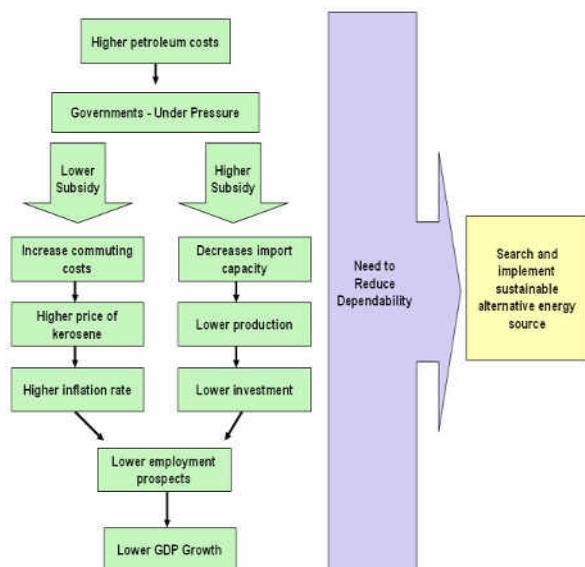 Higher petroleum costs
Governments - Under Pressure
Lower
Subsidy
Higher
Subsidy
Increase commuting
costs
Decreases import
capacity
Higher price of
kerosene
Lower production
Higher inflation rate
Lower investment
Lower employment
prospects
Lower GDP Growth
Need to
Reduce
Dependability
Search and
implement
sustainable
alternative energy
source